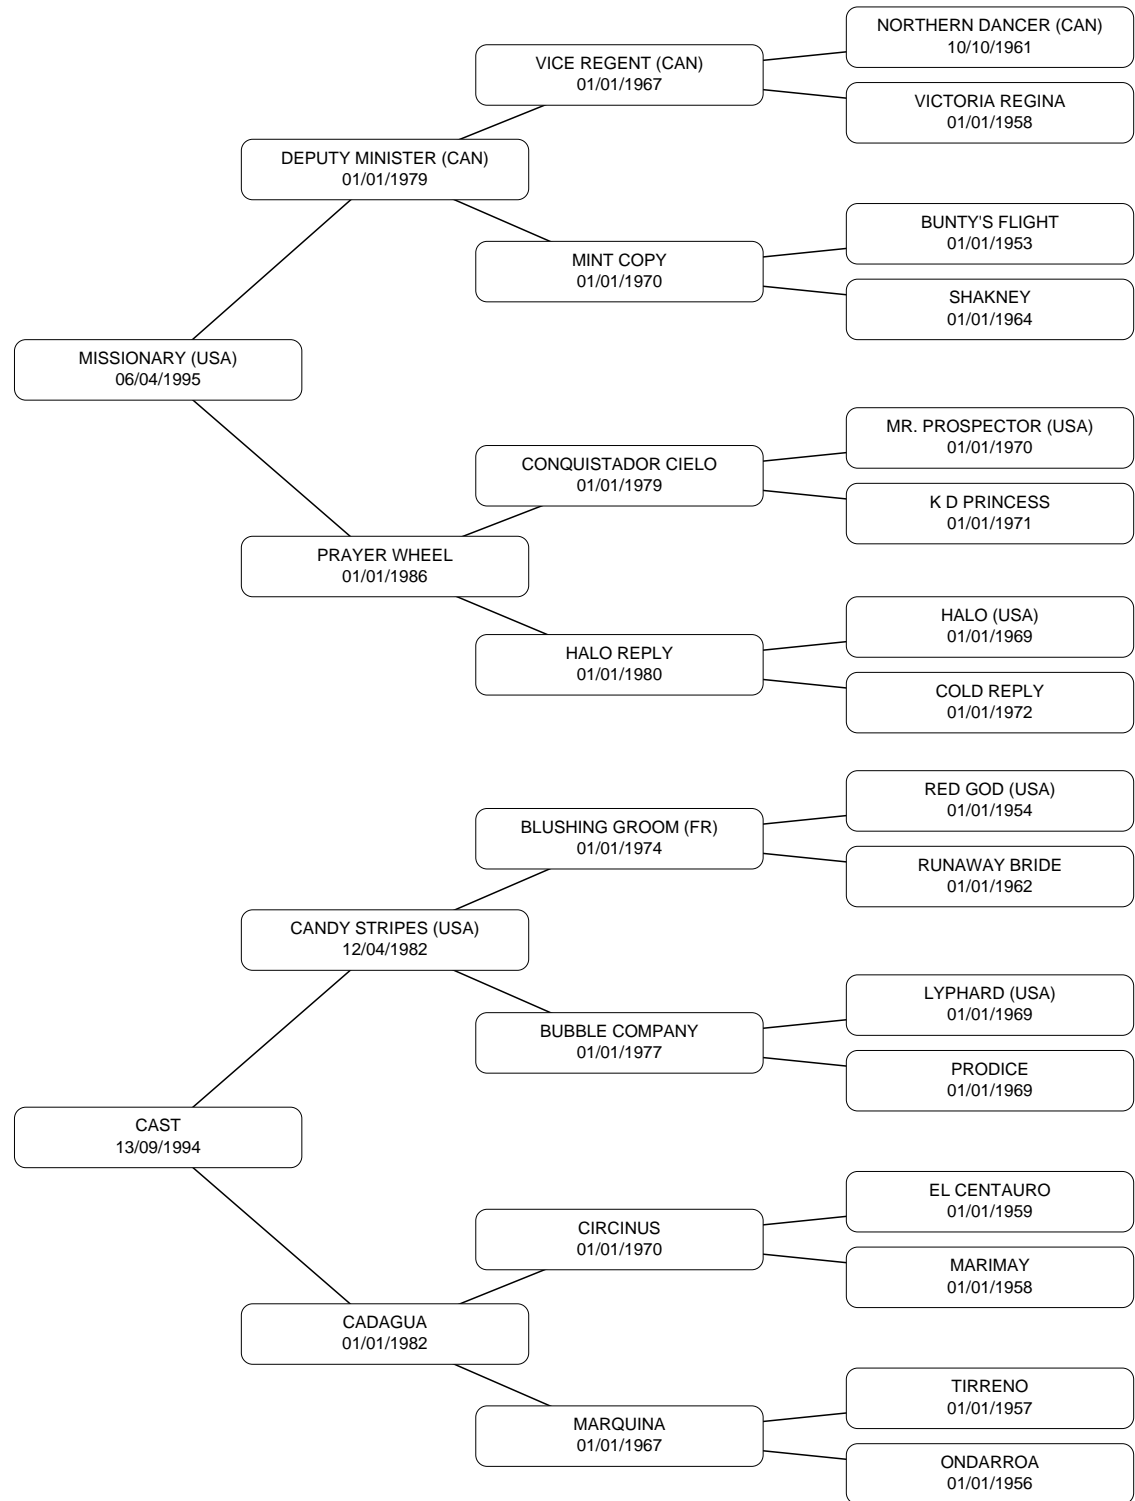 NORTHERN DANCER (CAN)
10/10/1961
VICE REGENT (CAN)
01/01/1967
VICTORIA REGINA
01/01/1958
DEPUTY MINISTER (CAN)
01/01/1979
BUNTY'S FLIGHT
01/01/1953
MINT COPY
01/01/1970
SHAKNEY
01/01/1964
MISSIONARY (USA)
06/04/1995
MR. PROSPECTOR (USA)
01/01/1970
CONQUISTADOR CIELO
01/01/1979
K D PRINCESS
01/01/1971
PRAYER WHEEL
01/01/1986
HALO (USA)
01/01/1969
HALO REPLY
01/01/1980
COLD REPLY
01/01/1972
RED GOD (USA)
01/01/1954
BLUSHING GROOM (FR)
01/01/1974
RUNAWAY BRIDE
01/01/1962
CANDY STRIPES (USA)
12/04/1982
LYPHARD (USA)
01/01/1969
BUBBLE COMPANY
01/01/1977
PRODICE
01/01/1969
CAST
13/09/1994
EL CENTAURO
01/01/1959
CIRCINUS
01/01/1970
MARIMAY
01/01/1958
CADAGUA
01/01/1982
TIRRENO
01/01/1957
MARQUINA
01/01/1967
ONDARROA
01/01/1956